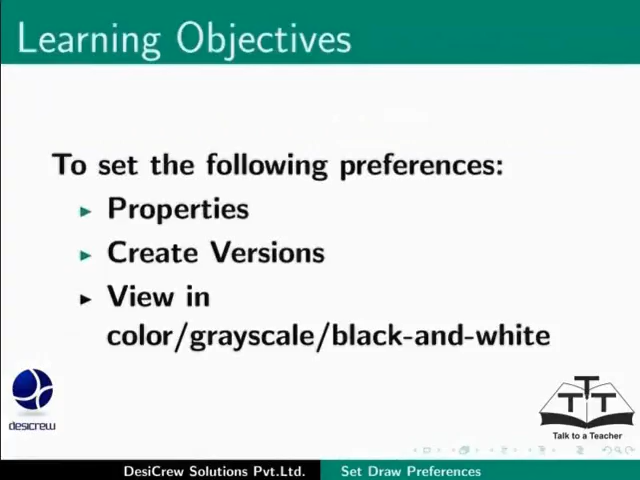 Learning Objectives
To set the following preferences:
Properties
Create Versions
View in
color/grayscale/black-and-white
desicrew
TTT
Talk to a Teacher
DesiCrew Solutions Pvt.Ltd. Set Draw Preferences